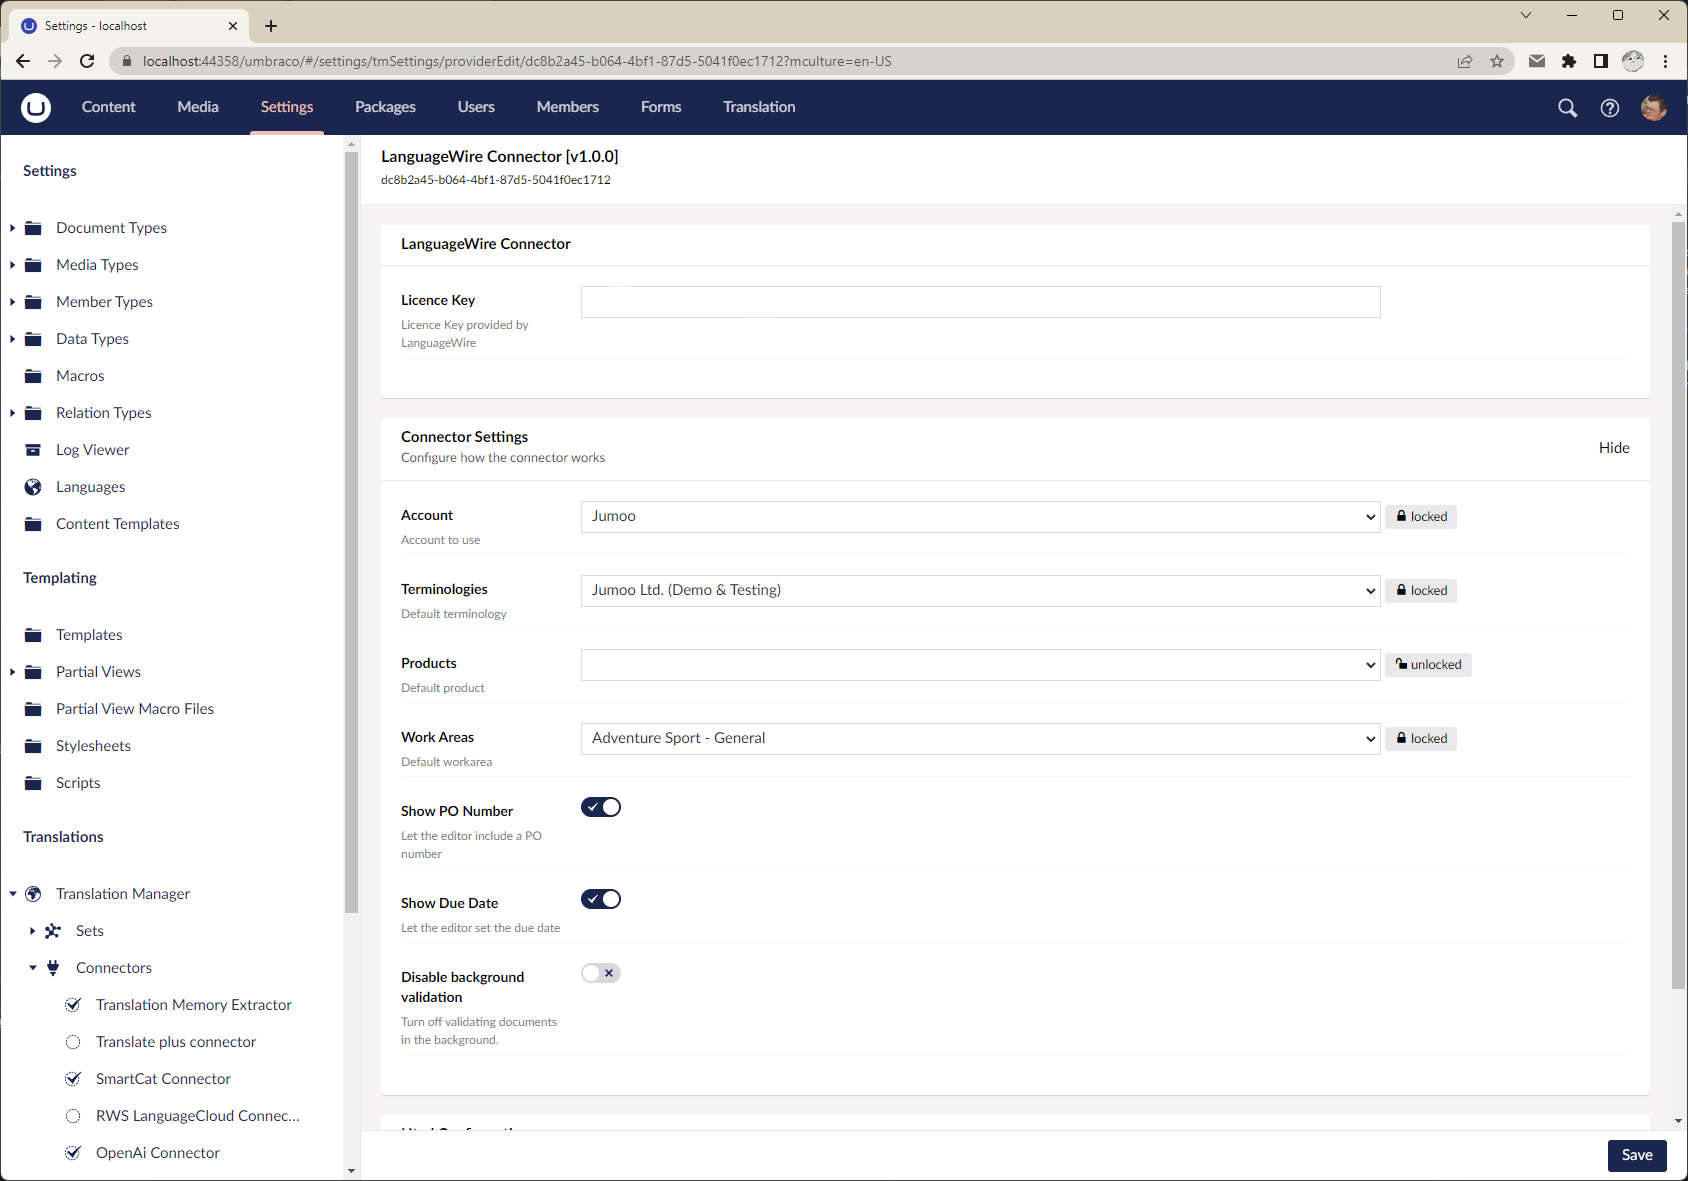 Settings - localhost
localhost:44358/umbraco/#/settings/tmSettings/providerEdit/dc8b2a45-b064-4bf1-87d5-5041f0ec1712?mculture=en-US
Content Media Settings Packages Users Members Forms Translation
Settings
Document Types
Media Types
Member Types
Data Types
Macros
Relation Types
Log Viewer
Languages
Content Templates
Templating
Templates
Partial Views
Partial View Macro Files
Stylesheets
Scripts
Translations
Translation Manager
Sets
Connectors
Translation Memory Extractor
Translate plus connector
SmartCat Connector
RWS LanguageCloud Connec...
OpenAi Connector
LanguageWire Connector [v1.0.0]
dc8b2a45-b064-4bf1-87d5-5041f0ec1712
LanguageWire Connector
Licence Key
Licence Key provided by
LanguageWire
Connector Settings
Configure how the connector works
Hide
Account
Account to use
Jumoo
locked
Terminologies
Default terminology
Jumoo Ltd. (Demo & Testing)
locked
Products
Default product
unlocked
Work Areas
Default workarea
Adventure Sport - General
locked
Show PO Number
Let the editor include a PO
number
Show Due Date
Let the editor set the due date
Disable background
validation
Turn off validating documents
in the background.
Save